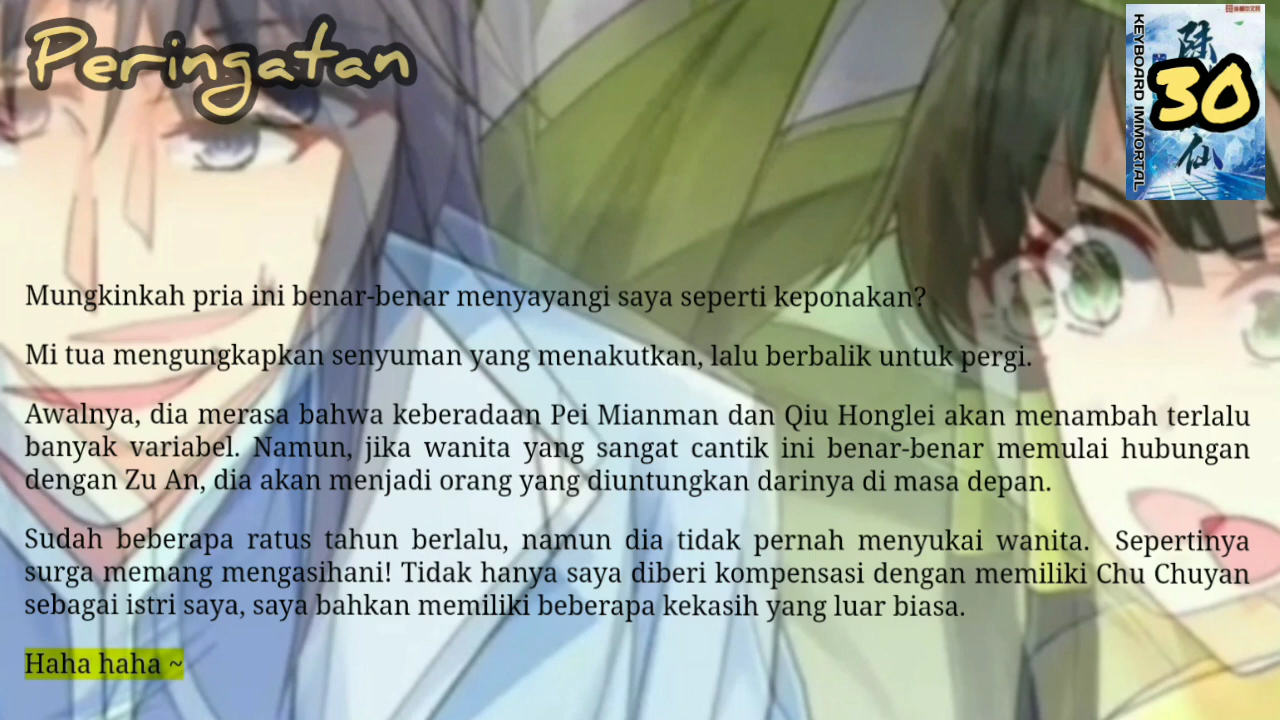 Peringatan
KEYBOARD IMMORTAL
30
仙
Mungkinkah pria ini benar-benar menyayangi saya seperti keponakan?
Mi tua mengungkapkan senyuman yang menakutkan, lalu berbalik untuk pergi.
Awalnya, dia merasa bahwa keberadaan Pei Mianman dan Qiu Honglei akan menambah terlalu
banyak variabel. Namun, jika wanita yang sangat cantik ini benar-benar memulai hubungan
dengan Zu An, dia akan menjadi orang yang diuntungkan darinya di masa depan.
Sudah beberapa ratus tahun berlalu, namun dia tidak pernah menyukai wanita. Sepertinya
surga memang mengasihani! Tidak hanya saya diberi kompensasi dengan memiliki Chu Chuyan
sebagai istri saya, saya bahkan memiliki beberapa kekasih yang luar biasa.
Haha haha ~